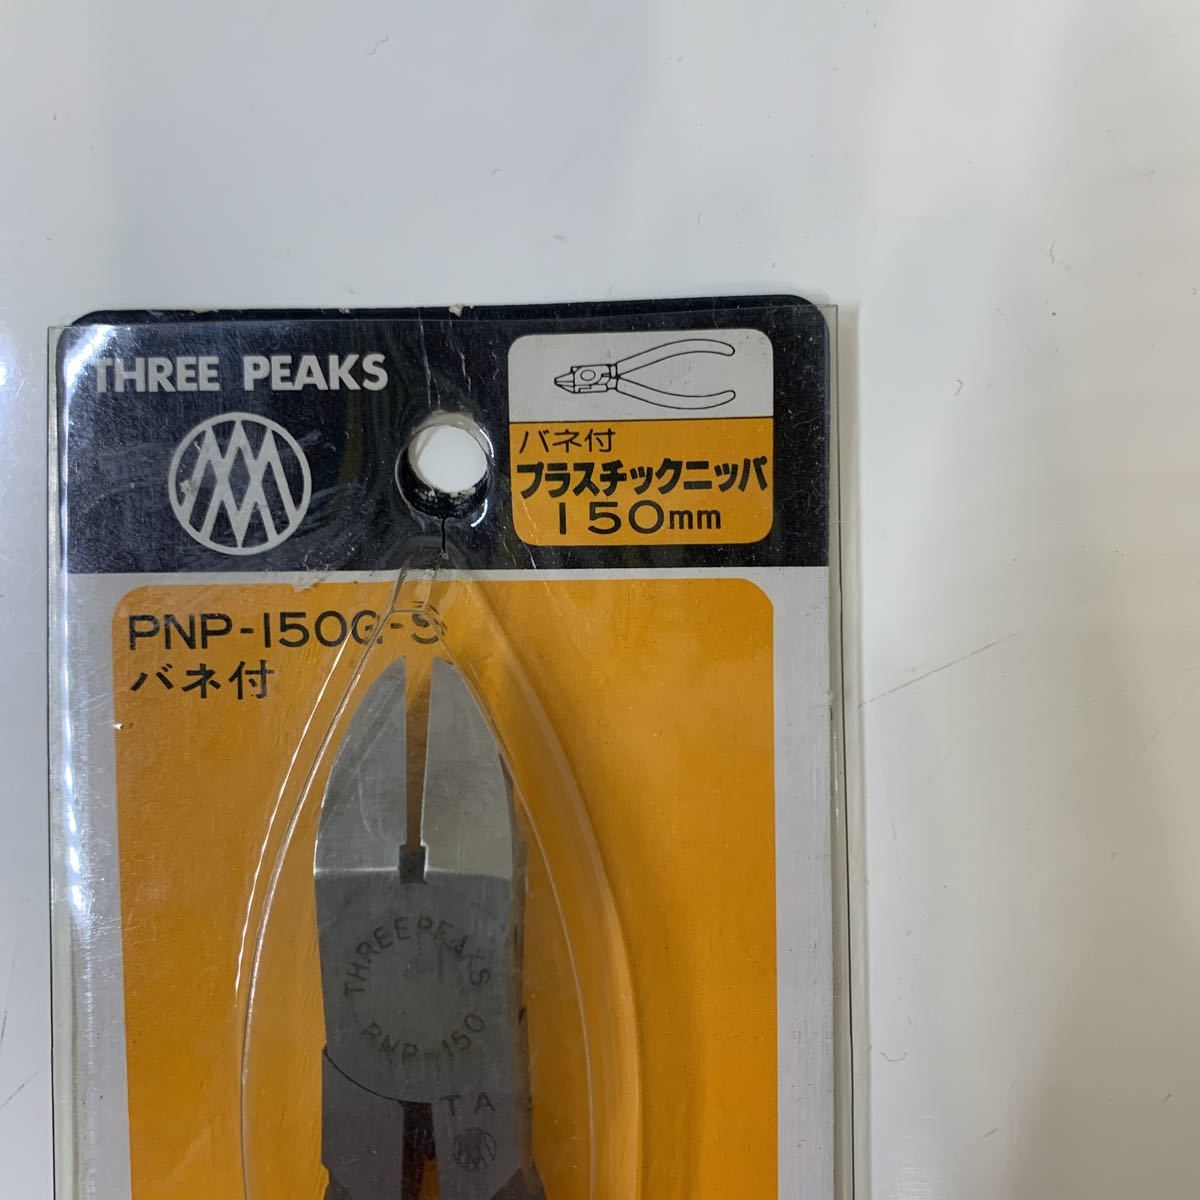 THREE PEAKS
バネ付
プラスチックニッパ
150mm
PNP-150G-S
バネ付
THREEPEAKS
PNP-150
TA